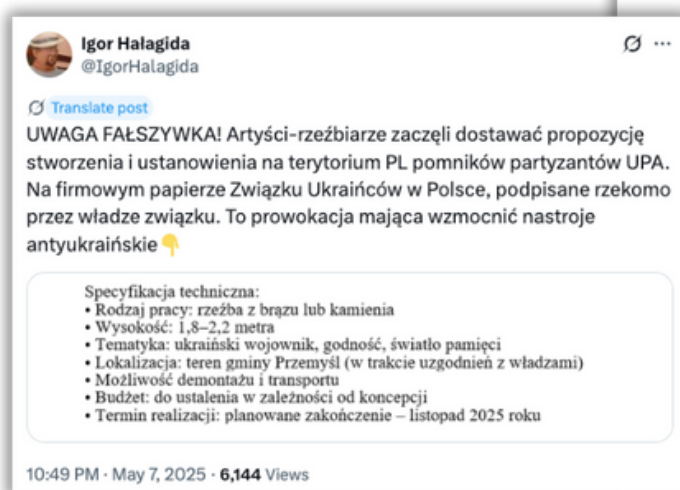 Igor Hałagida
@IgorHalagida
Translate post
UWAGA FAŁSZYWKA! Artyści-rzeźbiarze zaczęli dostawać propozycję
stworzenia i ustanowienia na terytorium PL pomników partyzantów UPA.
Na firmowym papierze Związku Ukraińców w Polsce, podpisane rzekomo
przez władze związku. To prowokacja mająca wzmocnić nastroje
antyukraińskie👇
Specyfikacja techniczna:
• Rodzaj pracy: rzeźba z brązu lub kamienia
• Wysokość: 1,8–2,2 metra
• Tematyka: ukraiński wojownik, godność, światło pamięci
• Lokalizacja: teren gminy Przemyśl (w trakcie uzgodnień z władzami)
• Możliwość demontażu i transportu
• Budżet: do ustalenia w zależności od koncepcji
• Termin realizacji: planowane zakończenie – listopad 2025 roku
10:49 PM · May 7, 2025 · 6,144 Views